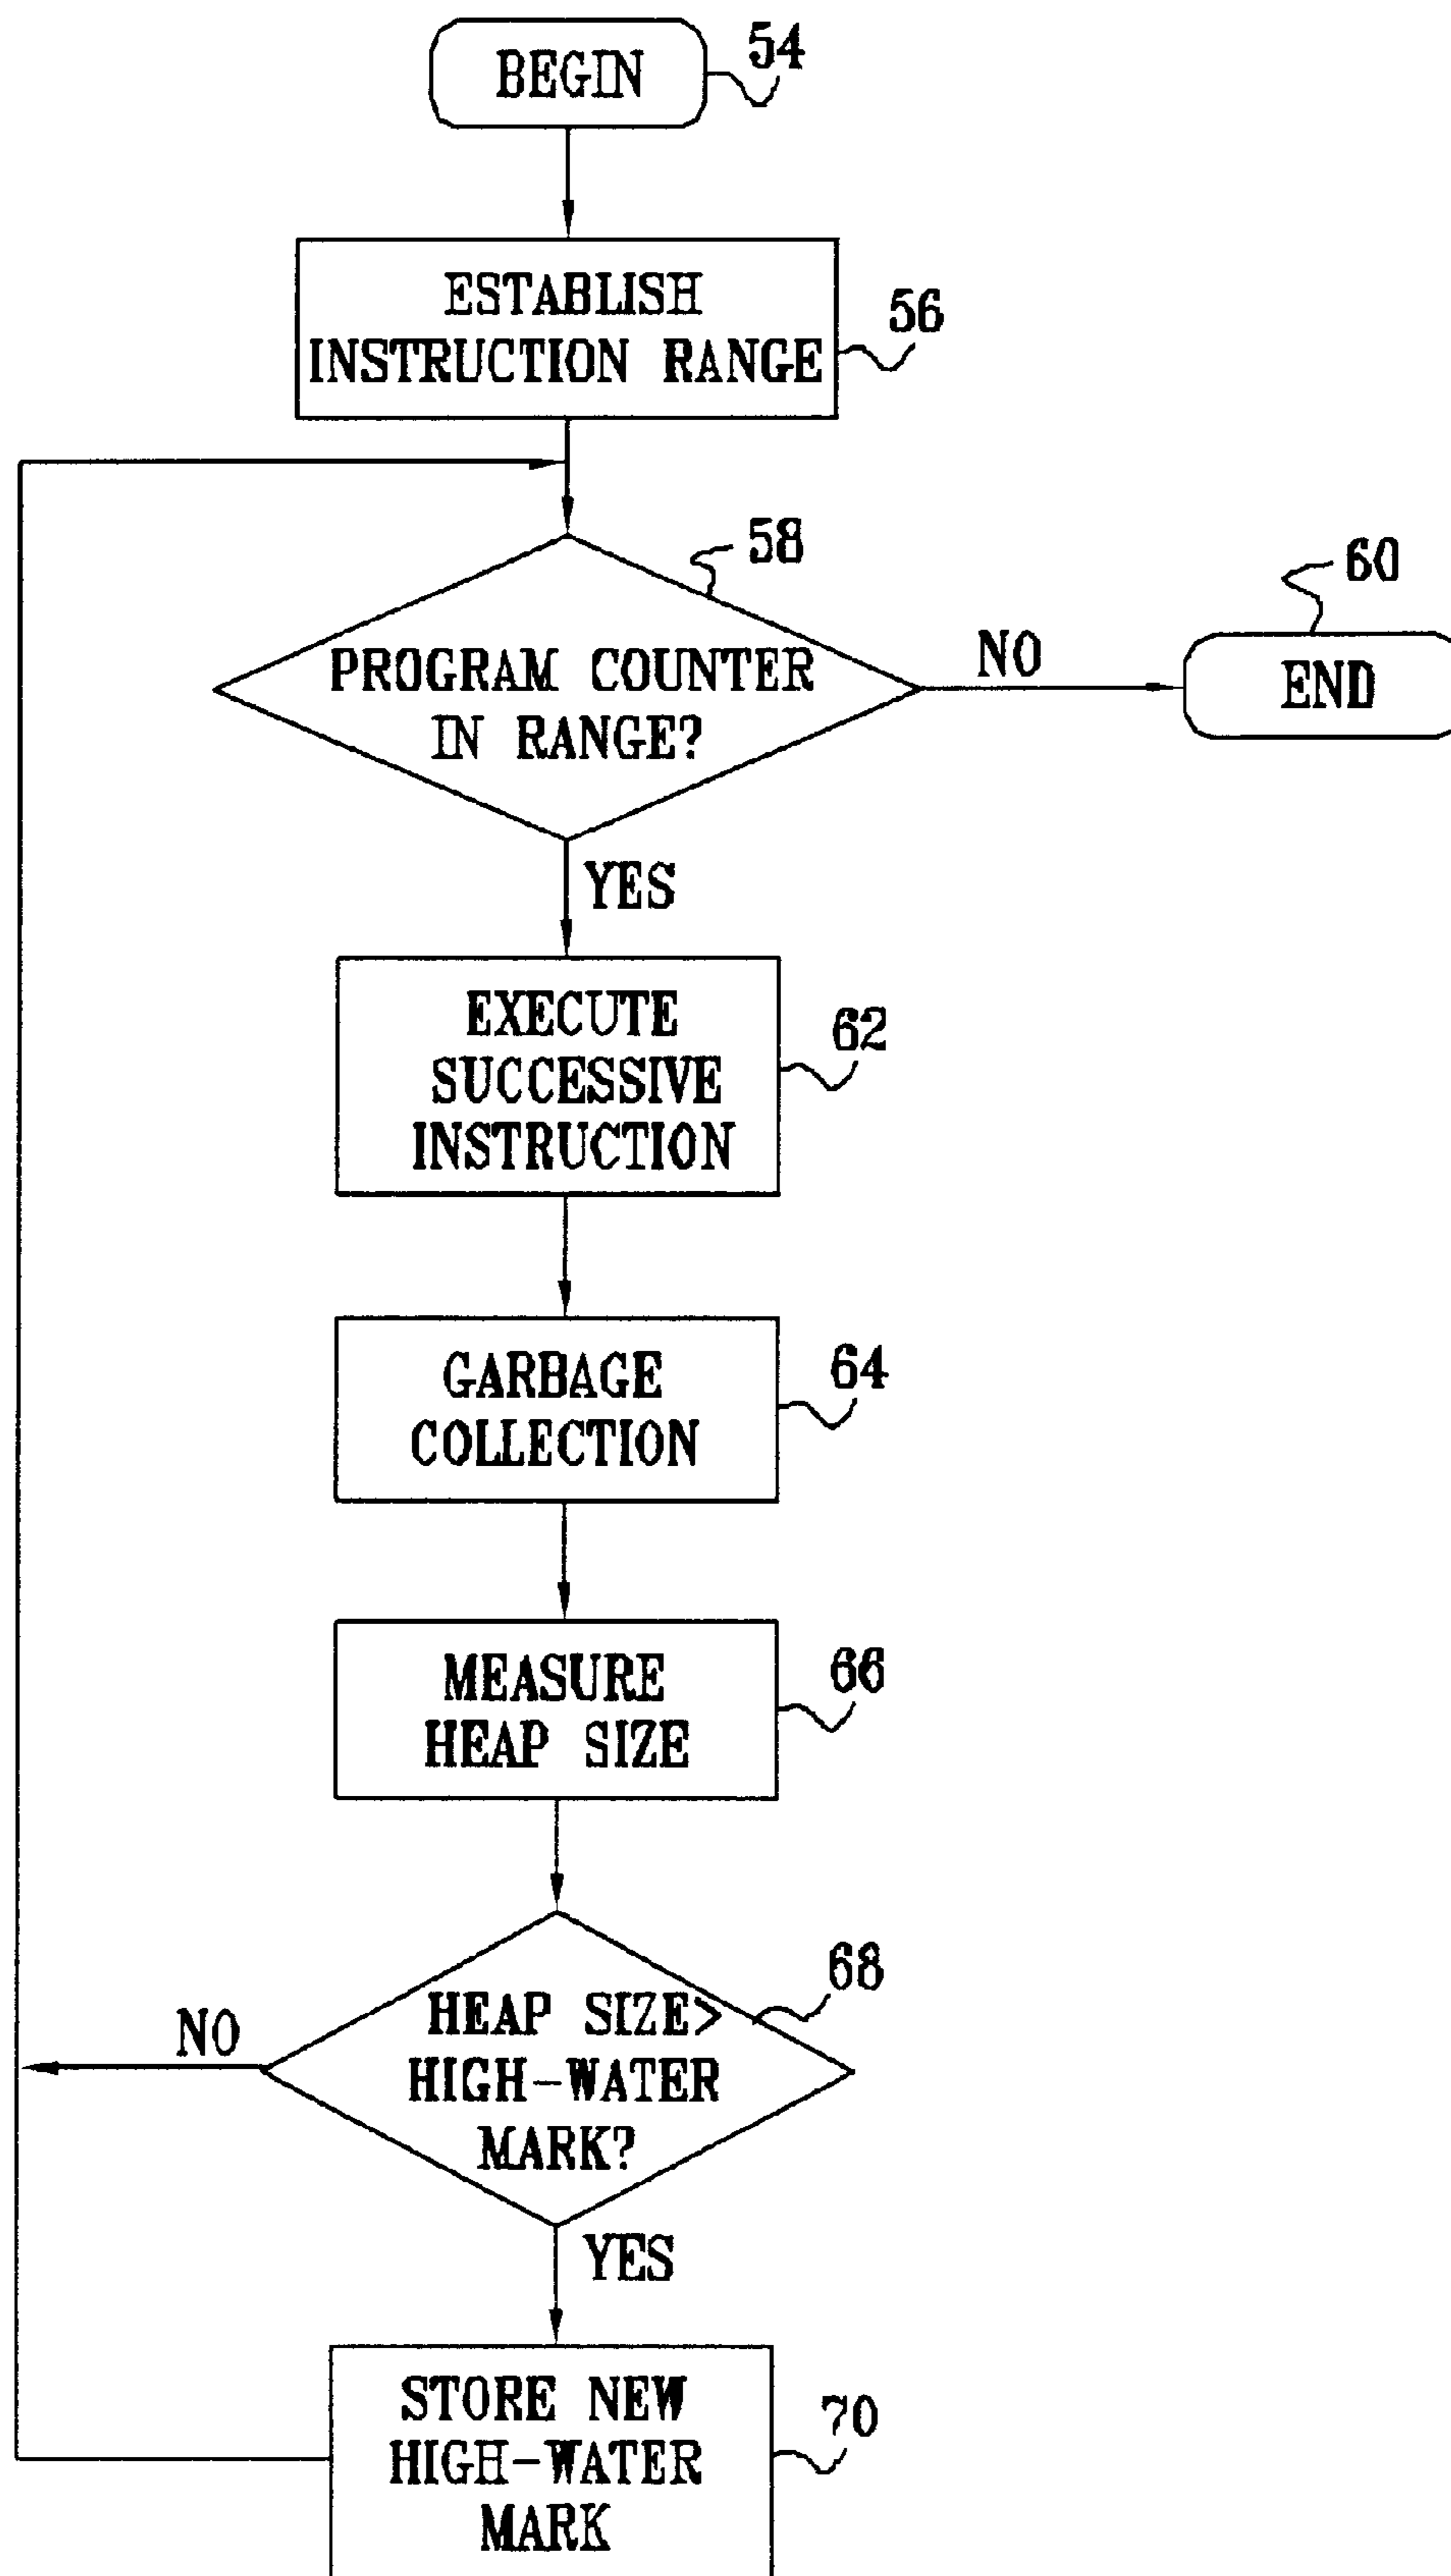 BEGIN
54
ESTABLISH
INSTRUCTION RANGE
56
58
PROGRAM COUNTER
IN RANGE?
NO
60
END
YES
EXECUTE
SUCCESSIVE
INSTRUCTION
62
GARBAGE
COLLECTION
64
MEASURE
HEAP SIZE
66
68
HEAP SIZE>
HIGH-WATER
MARK?
NO
YES
STORE NEW
HIGH-WATER
MARK
70